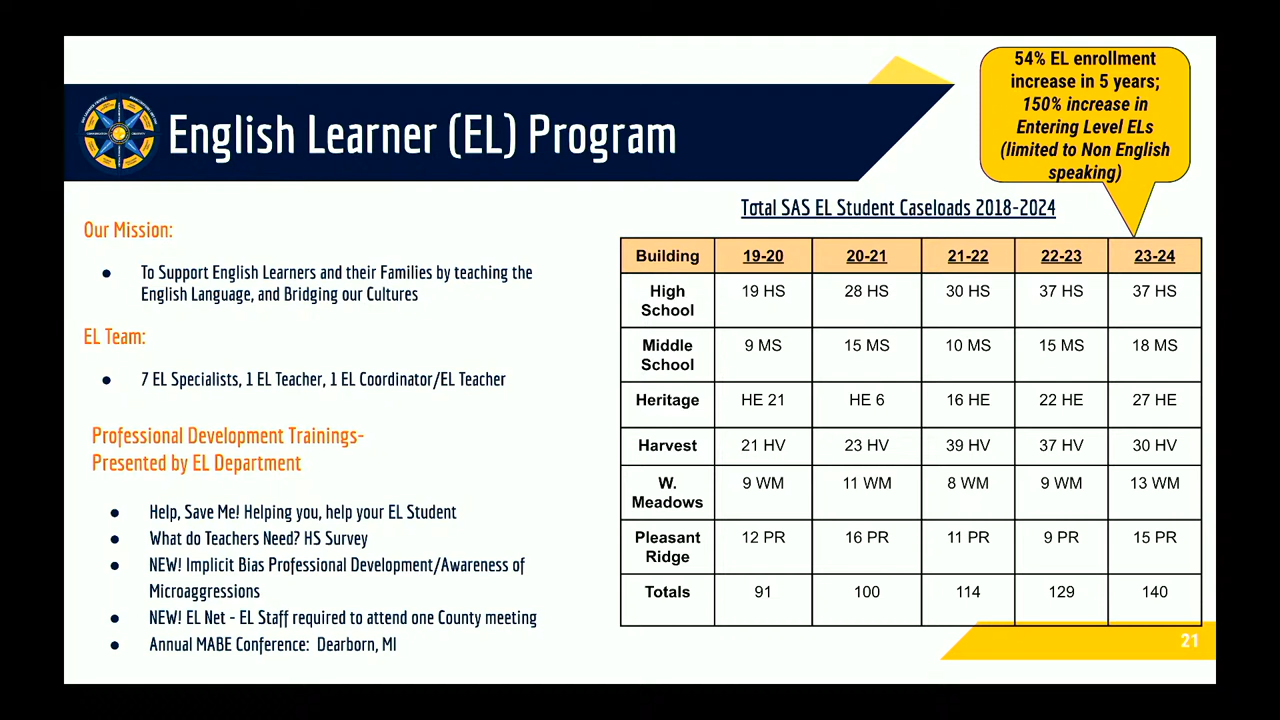 54% EL enrollment
increase in 5 years;
150% increase in
Entering Level ELs
(limited to Non English
speaking)
English Learner (EL) Program
Our Mission:
● To Support English Learners and their Families by teaching the
English Language, and Bridging our Cultures
EL Team:
● 7 EL Specialists, 1 EL Teacher, 1 EL Coordinator/EL Teacher
Professional Development Trainings-
Presented by EL Department
● Help, Save Me! Helping you, help your EL Student
● What do Teachers Need? HS Survey
● NEW! Implicit Bias Professional Development/Awareness of
Microaggressions
● NEW! EL Net - EL Staff required to attend one County meeting
● Annual MABE Conference: Dearborn, MI
Total SAS EL Student Caseloads 2018-2024
Building 19-20 20-21 21-22 22-23 23-24
High
School 19 HS 28 HS 30 HS 37 HS 37 HS
Middle
School 9 MS 15 MS 10 MS 15 MS 18 MS
Heritage HE 21 HE 6 16 HE 22 HE 27 HE
Harvest 21 HV 23 HV 39 HV 37 HV 30 HV
W.
Meadows 9 WM 11 WM 8 WM 9 WM 13 WM
Pleasant
Ridge 12 PR 16 PR 11 PR 9 PR 15 PR
Totals 91 100 114 129 140
21